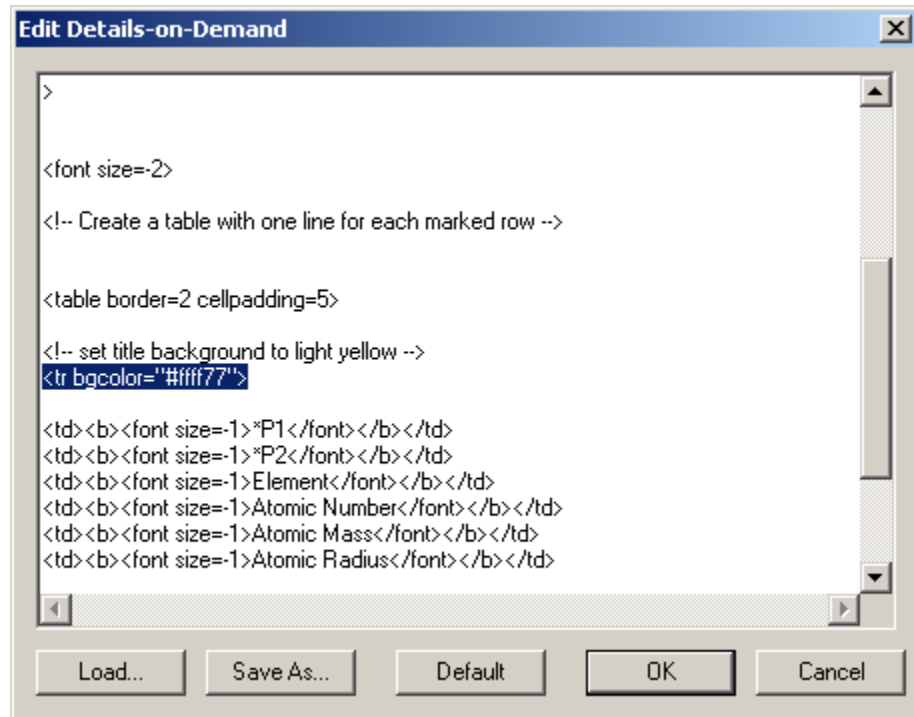 Edit Details-on-Demand
>
<font size=-2>
<!-- Create a table with one line for each marked row -->
<table border=2 cellpadding=5>
<!-- set title background to light yellow -->
<tr bgcolor="#ffff77">
<td><b><font size=-1>*P1</font></b></td>
<td><b><font size=-1>*P2</font></b></td>
<td><b><font size=-1>Element</font></b></td>
<td><b><font size=-1>Atomic Number</font></b></td>
<td><b><font size=-1>Atomic Mass</font></b></td>
<td><b><font size=-1>Atomic Radius</font></b></td>
Load... Save As... Default OK Cancel